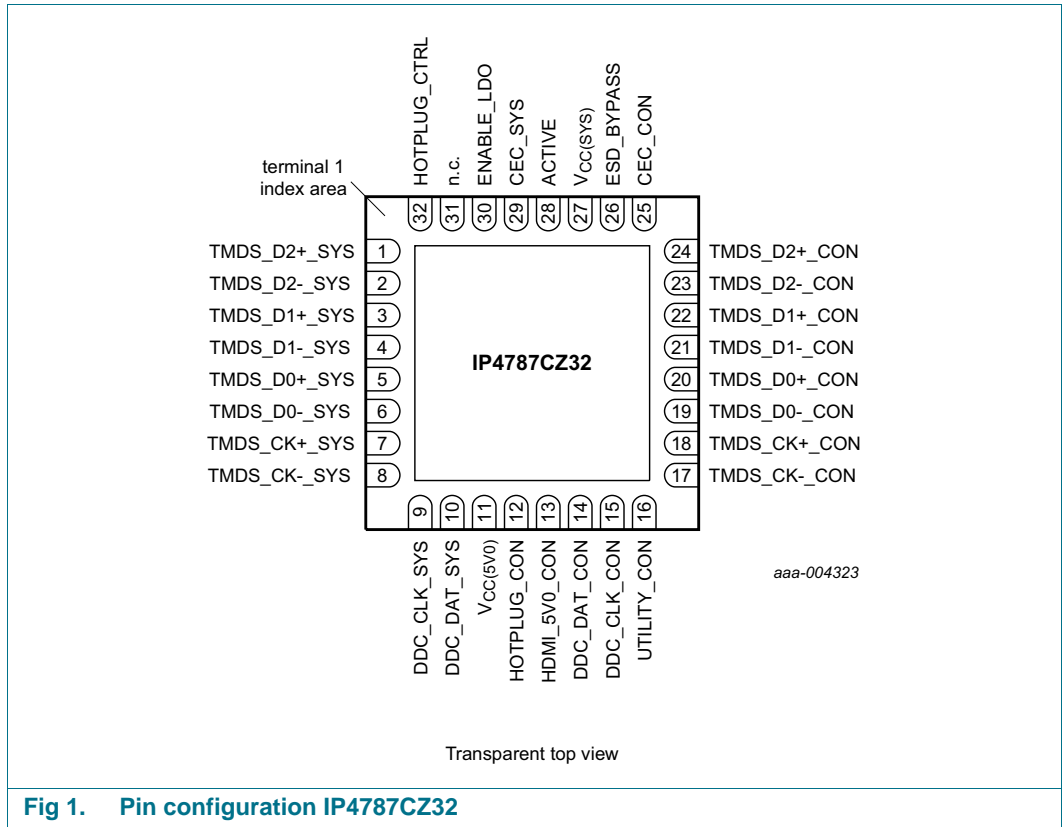 HOTPLUG_CTRL
n.c.
ENABLE_LDO
CEC_SYS
ACTIVE
VCC(SYS)
ESD_BYPASS
CEC_CON
terminal 1
index area
32 31 30 29 28 27 26 25
TMDS_D2+_SYS 1 24 TMDS_D2+_CON
TMDS_D2-_SYS 2 23 TMDS_D2-_CON
TMDS_D1+_SYS 3 22 TMDS_D1+_CON
TMDS_D1-_SYS 4 21 TMDS_D1-_CON
IP4787CZ32
TMDS_D0+_SYS 5 20 TMDS_D0+_CON
TMDS_D0-_SYS 6 19 TMDS_D0-_CON
TMDS_CK+_SYS 7 18 TMDS_CK+_CON
TMDS_CK-_SYS 8 17 TMDS_CK-_CON
9 10 11 12 13 14 15 16
DDC_CLK_SYS
DDC_DAT_SYS
VCC(5V0)
HOTPLUG_CON
HDMI_5V0_CON
DDC_DAT_CON
DDC_CLK_CON
UTILITY_CON
aaa-004323
Transparent top view
Fig 1. Pin configuration IP4787CZ32